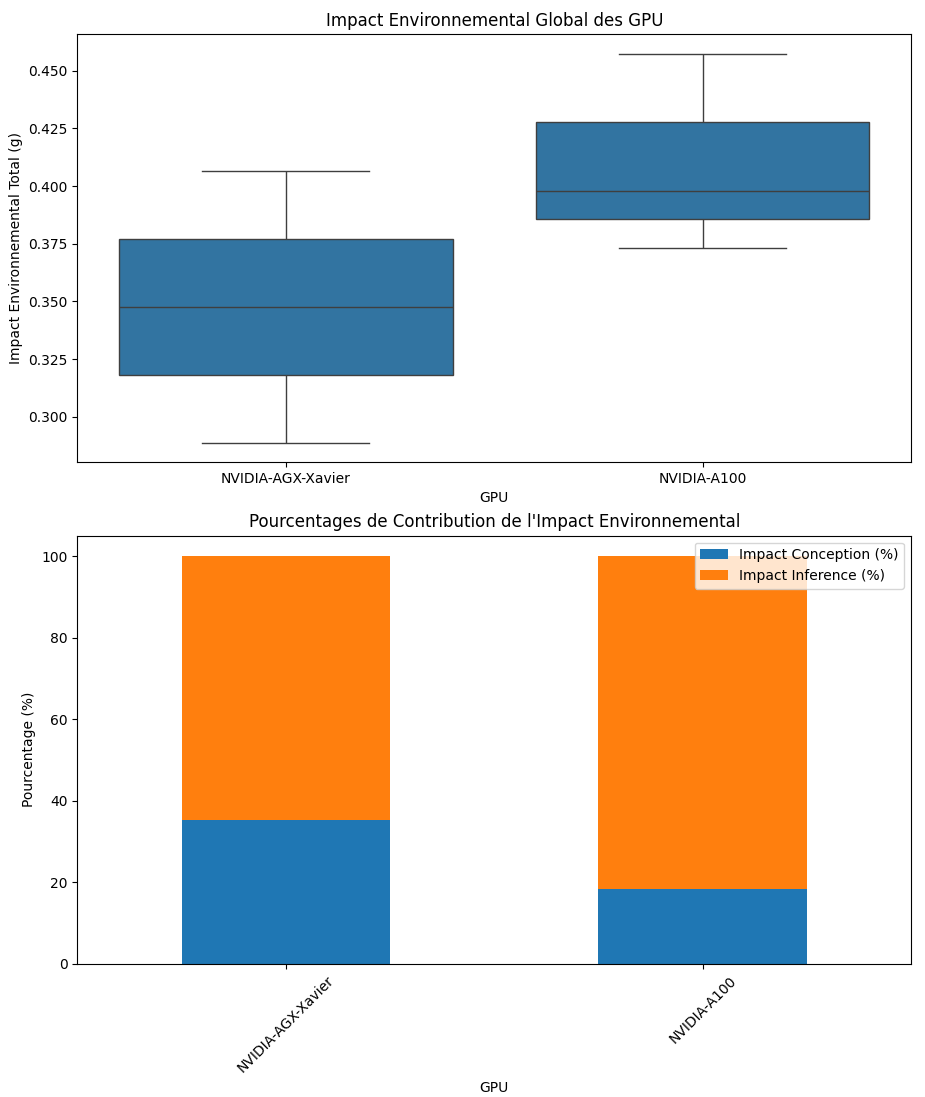 Impact Environnemental Global des GPU
Impact Environnemental Total (g)
0.450
0.425
0.400
0.375
0.350
0.325
0.300
NVIDIA-AGX-Xavier
NVIDIA-A100
GPU
Pourcentages de Contribution de l'Impact Environnemental
Impact Conception (%)
Impact Inference (%)
Pourcentage (%)
100
80
60
40
20
0
NVIDIA-AGX-Xavier
NVIDIA-A100
GPU